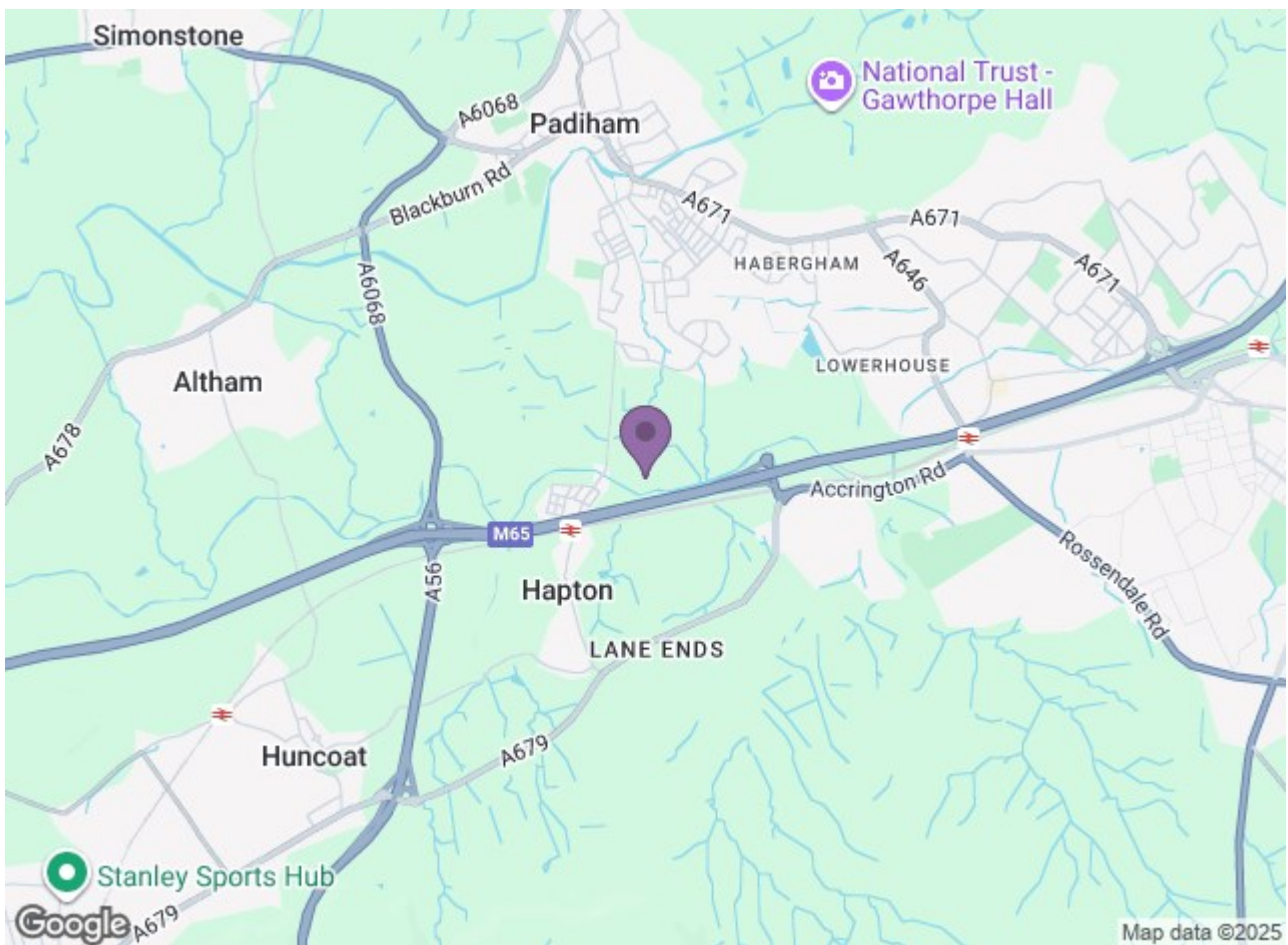 Simonstone
A6068
Padiham
National Trust -
Gawthorpe Hall
Blackburn Rd
A671
A671
HABERGHAM
A646
A671
A6068
LOWERHOUSE
Altham
A678
Accrington Rd
M65
A56
Hapton
Rossendale Rd
LANE ENDS
Huncoat
A679
Stanley Sports Hub
Google
A679
Map data ©2025